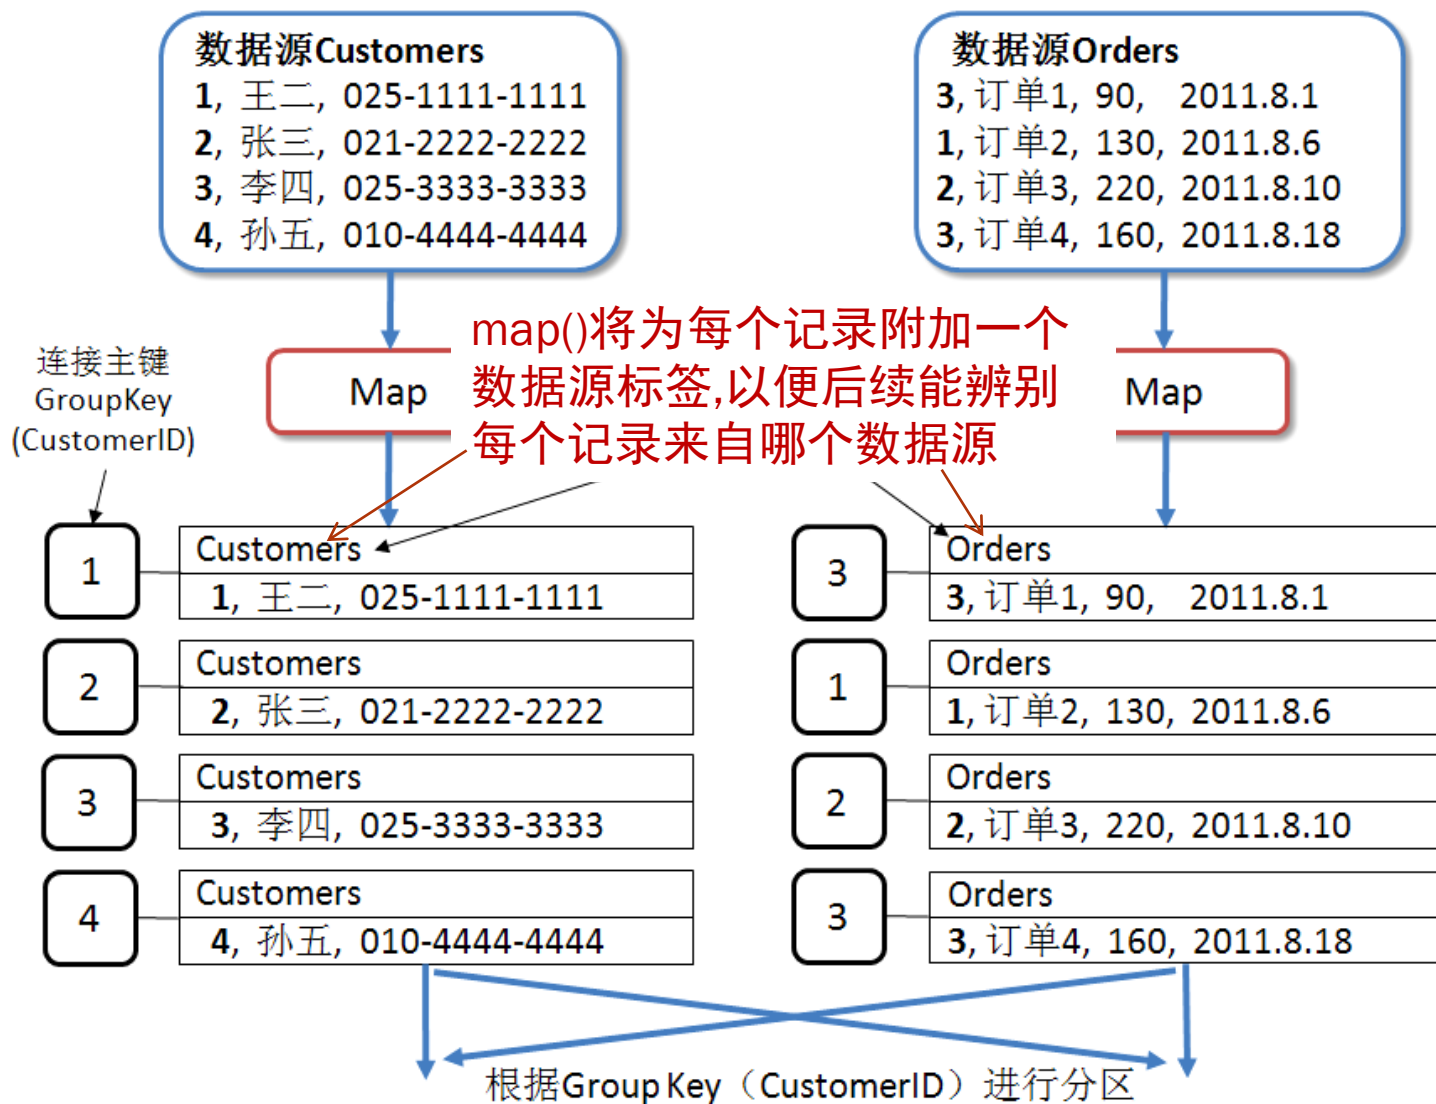 数据源Customers
1, 王二, 025-1111-1111
2, 张三, 021-2222-2222
3, 李四, 025-3333-3333
4, 孙五, 010-4444-4444
数据源Orders
3, 订单1, 90, 2011.8.1
1, 订单2, 130, 2011.8.6
2, 订单3, 220, 2011.8.10
3, 订单4, 160, 2011.8.18
map()将为每个记录附加一个
数据源标签,以便后续能辨别
每个记录来自哪个数据源
Map
Map
连接主键
GroupKey
(CustomerID)
1
Customers
1, 王二, 025-1111-1111
2
Customers
2, 张三, 021-2222-2222
3
Customers
3, 李四, 025-3333-3333
4
Customers
4, 孙五, 010-4444-4444
3
Orders
3, 订单1, 90, 2011.8.1
1
Orders
1, 订单2, 130, 2011.8.6
2
Orders
2, 订单3, 220, 2011.8.10
3
Orders
3, 订单4, 160, 2011.8.18
根据Group Key（CustomerID）进行分区